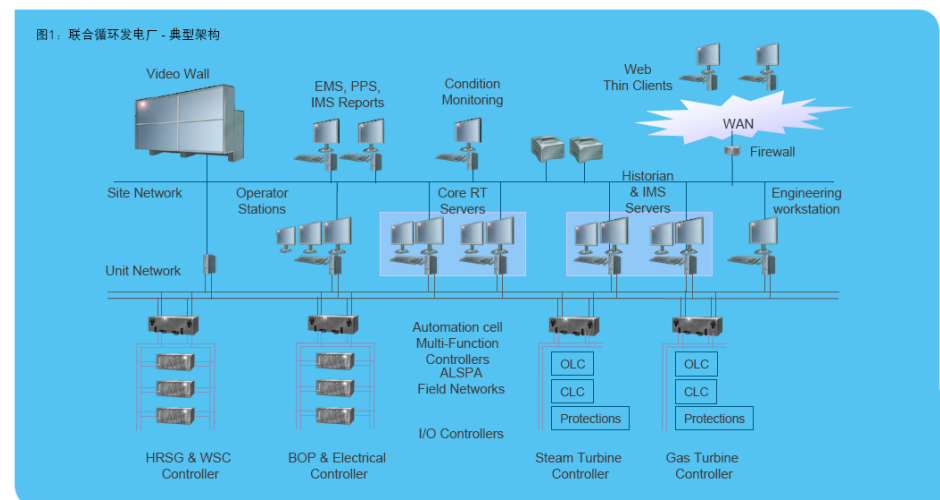 图1：联合循环发电厂 - 典型架构
Video Wall
EMS, PPS,
IMS Reports
Condition
Monitoring
Web
Thin Clients
WAN
Firewall
Site Network
Operator
Stations
Core RT
Servers
Historian
& IMS
Servers
Engineering
workstation
Unit Network
Automation cell
Multi-Function
Controllers
ALSPA
Field Networks
I/O Controllers
OLC
CLC
Protections
OLC
CLC
Protections
HRSG & WSC
Controller
BOP & Electrical
Controller
Steam Turbine
Controller
Gas Turbine
Controller